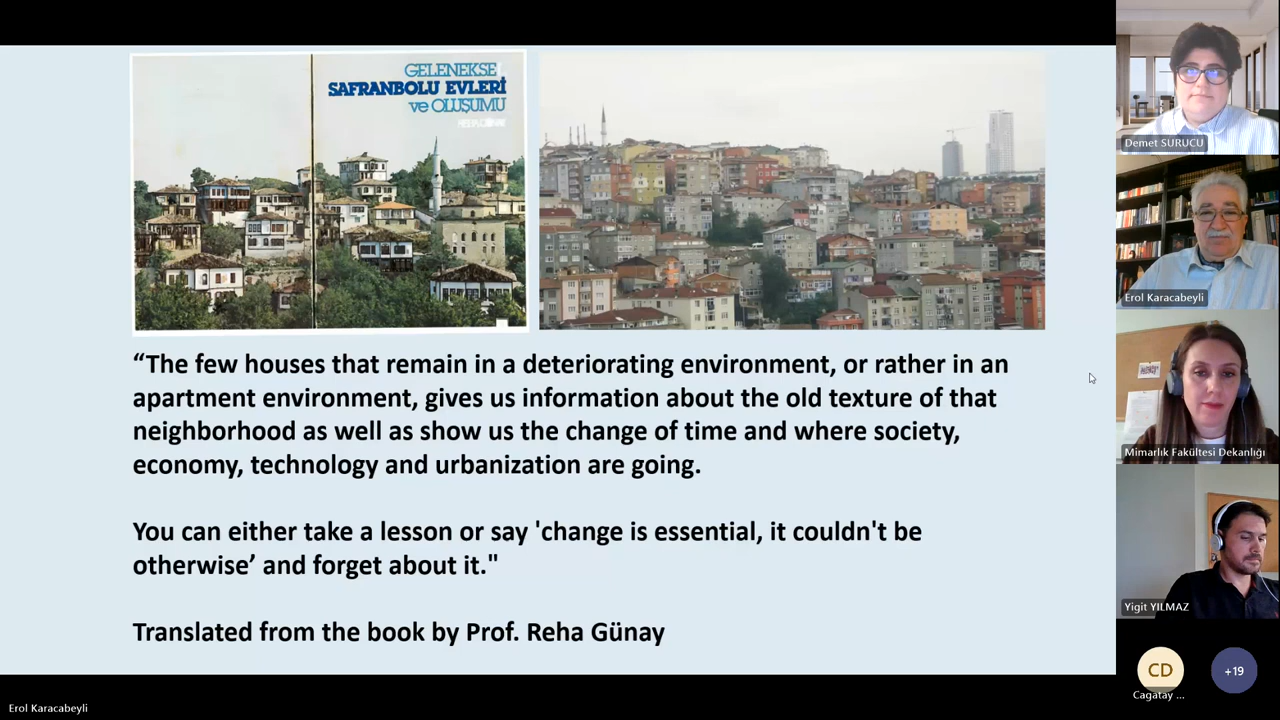 GELENEKSEL
SAFRANBOLU EVLERİ
ve OLUŞUMU
“The few houses that remain in a deteriorating environment, or rather in an
apartment environment, gives us information about the old texture of that
neighborhood as well as show us the change of time and where society,
economy, technology and urbanization are going.
You can either take a lesson or say 'change is essential, it couldn't be
otherwise’ and forget about it."
Translated from the book by Prof. Reha Günay
Demet SURUCU
Erol Karacabeyli
Mimarlık Fakültesi Dekanlığı
Yigit YILMAZ
CD
Cagatay ...
+19
Erol Karacabeyli